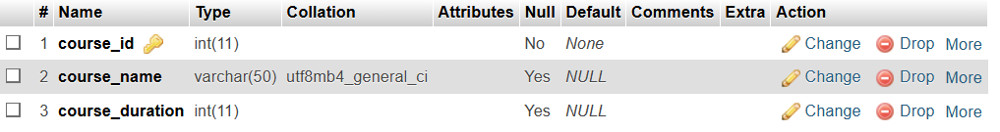 # Name Type Collation Attributes Null Default Comments Extra Action
1 course_id int(11) No None Change Drop More
2 course_name varchar(50) utf8mb4_general_ci Yes NULL Change Drop More
3 course_duration int(11) Yes NULL Change Drop More